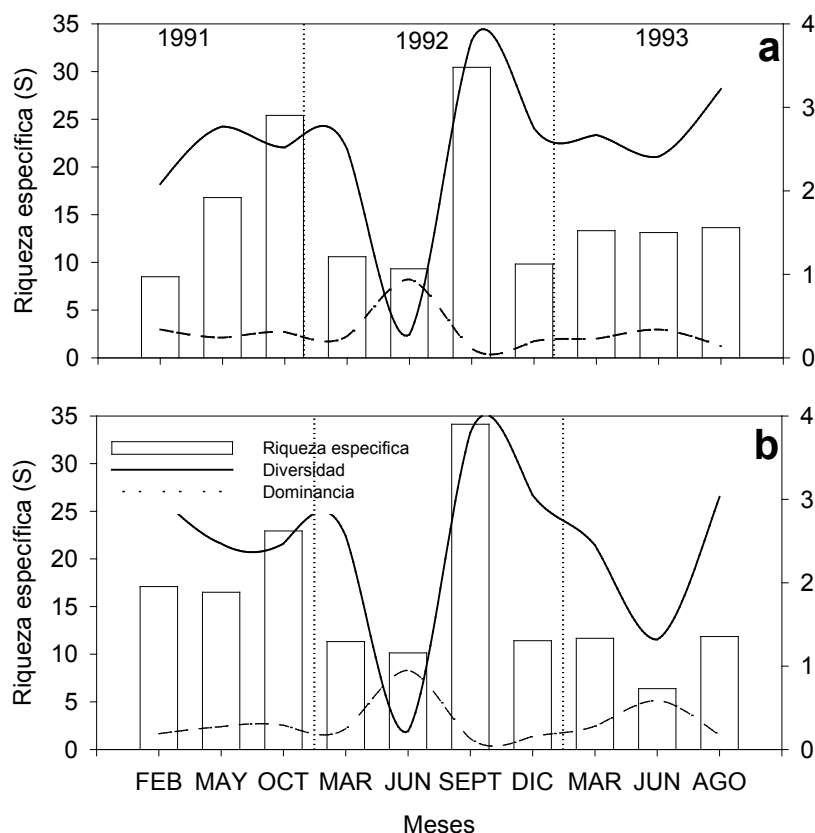 1991 1992 1993 a
Riqueza específica (S)
35
30
25
20
15
10
5
0
4
3
2
1
0
b
Riqueza especifica
Diversidad
Dominancia
Riqueza específica (S)
35
30
25
20
15
10
5
0
4
3
2
1
0
FEB MAY OCT MAR JUN SEPT DIC MAR JUN AGO
Meses